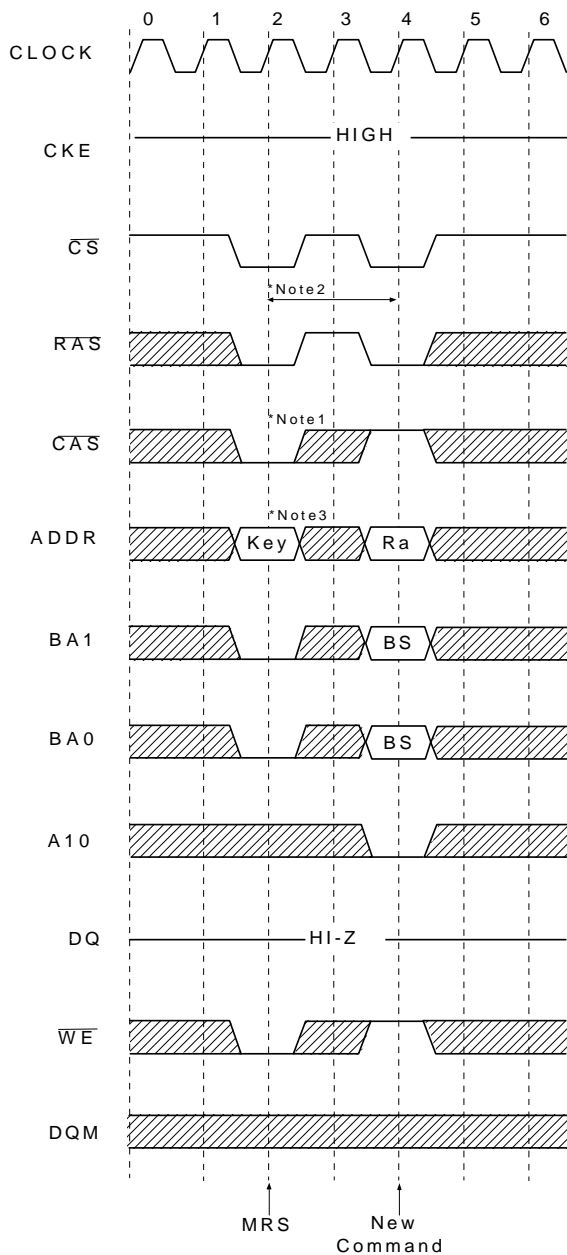 0 1 2 3 4 5 6
CLOCK
CKE
HIGH
CS
*Note2
RAS
*Note1
CAS
*Note3
ADDR
Key
Ra
BA1
BS
BA0
BS
A10
DQ
HI-Z
WE
DQM
MRS
New
Command